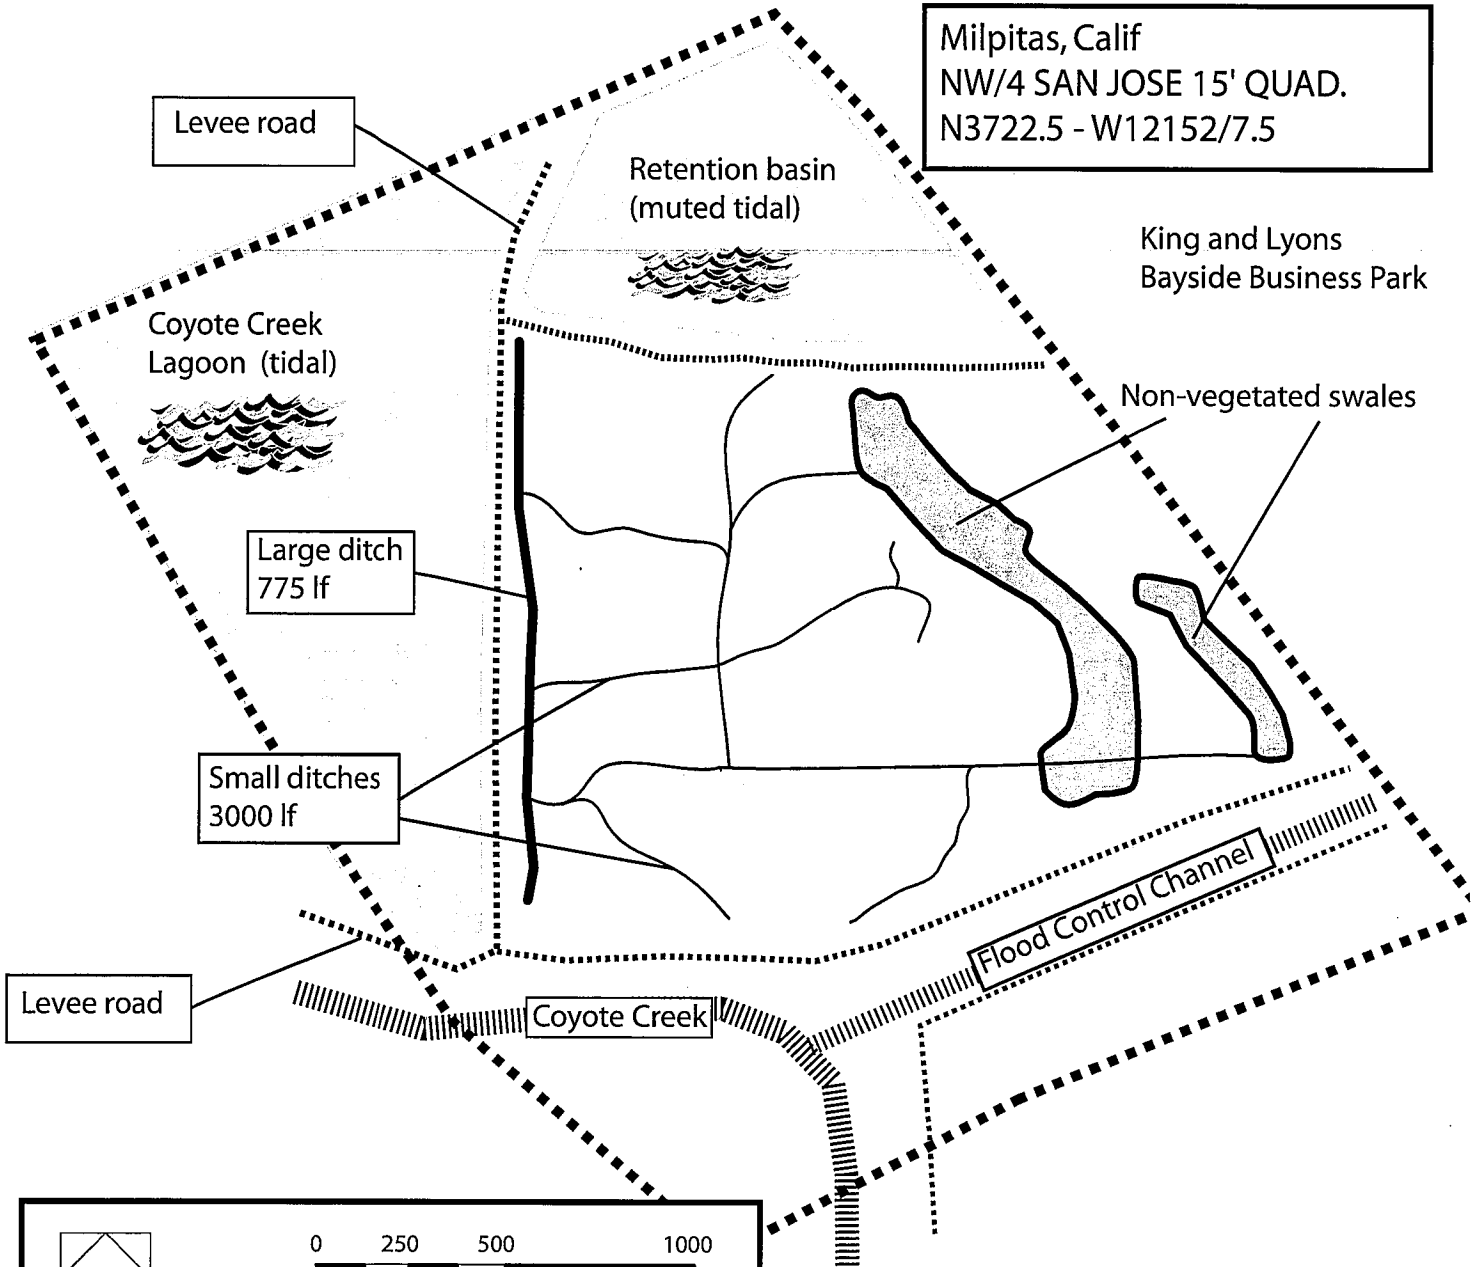 Milpitas, Calif
NW/4 SAN JOSE 15' QUAD.
N3722.5 - W12152/7.5
Levee road
Retention basin
(muted tidal)
King and Lyons
Bayside Business Park
Coyote Creek
Lagoon (tidal)
Non-vegetated swales
Large ditch
775 lf
Small ditches
3000 lf
Flood Control Channel
Levee road
Coyote Creek
0 250 500 1000